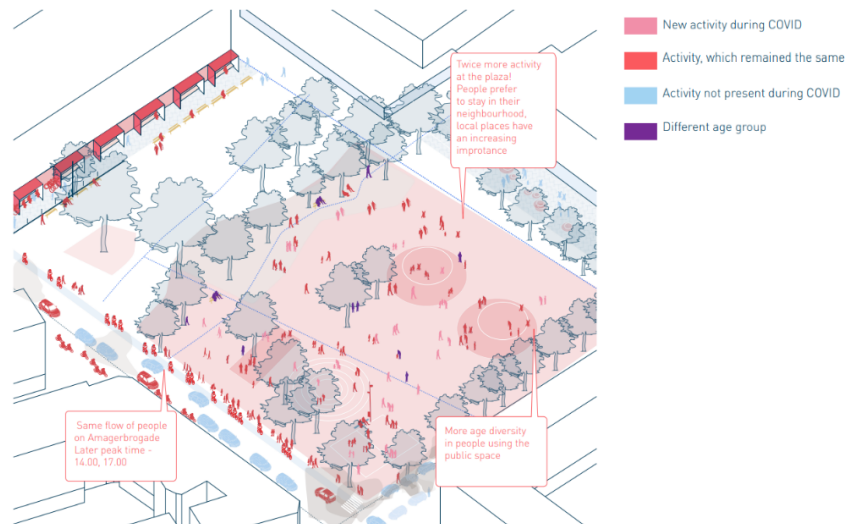 New activity during COVID
Activity, which remained the same
Activity not present during COVID
Different age group
Twice more activity
at the plaza!
People prefer
to stay in their
neighbourhood,
local places have
an increasing
improtance
Same flow of people
on Amagerbrogade
Later peak time -
14.00, 17.00
More age diversity
in people using the
public space